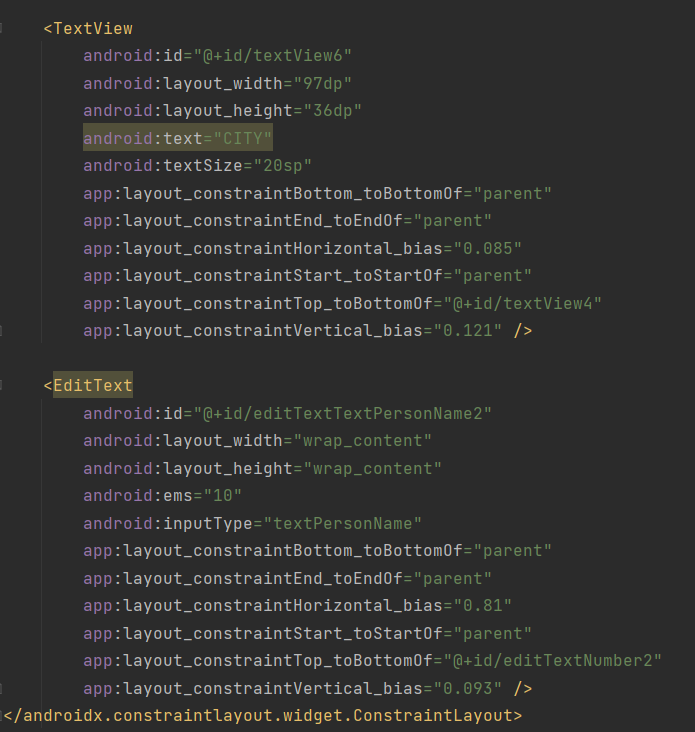 <TextView
android:id="@+id/textView6"
android:layout_width="97dp"
android:layout_height="36dp"
android:text="CITY"
android:textSize="20sp"
app:layout_constraintBottom_toBottomOf="parent"
app:layout_constraintEnd_toEndOf="parent"
app:layout_constraintHorizontal_bias="0.085"
app:layout_constraintStart_toStartOf="parent"
app:layout_constraintTop_toBottomOf="@+id/textView4"
app:layout_constraintVertical_bias="0.121" />
<EditText
android:id="@+id/editTextTextPersonName2"
android:layout_width="wrap_content"
android:layout_height="wrap_content"
android:ems="10"
android:inputType="textPersonName"
app:layout_constraintBottom_toBottomOf="parent"
app:layout_constraintEnd_toEndOf="parent"
app:layout_constraintHorizontal_bias="0.81"
app:layout_constraintStart_toStartOf="parent"
app:layout_constraintTop_toBottomOf="@+id/editTextNumber2"
app:layout_constraintVertical_bias="0.093" />
</androidx.constraintlayout.widget.ConstraintLayout>